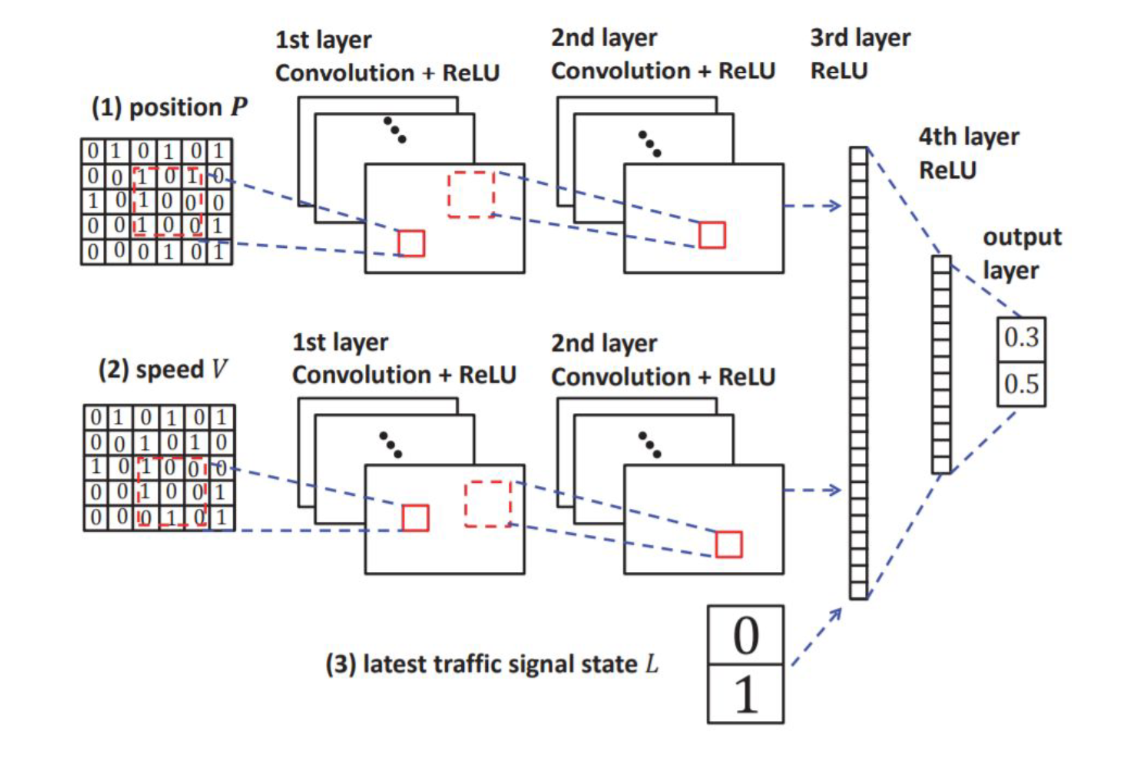 1st layer
Convolution + ReLU
2nd layer
Convolution + ReLU
3rd layer
ReLU
(1) position P
0 1 0 1 0 1
0 0 1 0 1 0
1 0 1 0 0 0
0 0 1 0 0 1
0 0 0 1 0 1
4th layer
ReLU
output
layer
0.3
0.5
1st layer
Convolution + ReLU
2nd layer
Convolution + ReLU
(2) speed V
0 1 0 1 0 1
0 0 1 0 1 0
1 0 1 0 0 0
0 0 1 0 0 1
0 0 0 1 0 1
(3) latest traffic signal state L
0
1